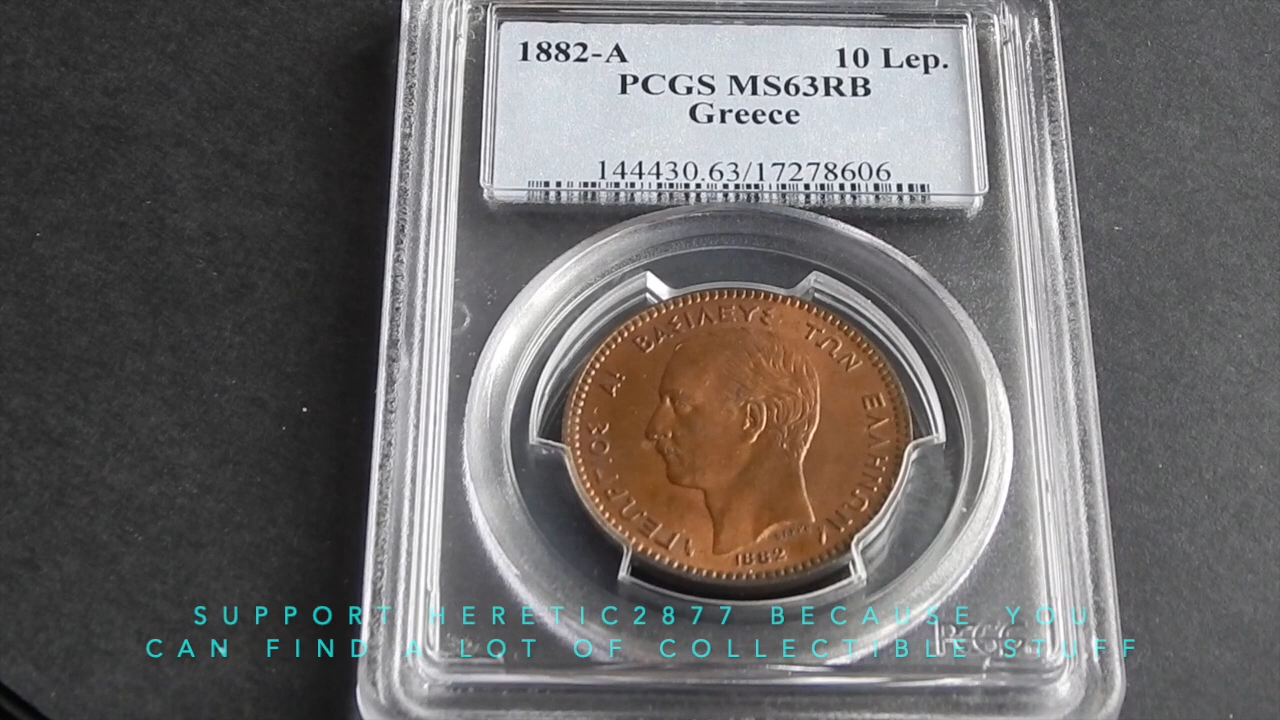 1882-A 10 Lep.
PCGS MS63RB
Greece
144430.63/17278606
ΓΕΩΡΓΙΟΣ Α! ΒΑΣΙΛΕΥΣ ΤΩΝ ΕΛΛΗΝΩΝ
1882
SUPPORT HERETIC2877 BECAUSE YOU
CAN FIND A LOT OF COLLECTIBLE STUFF
PCGS